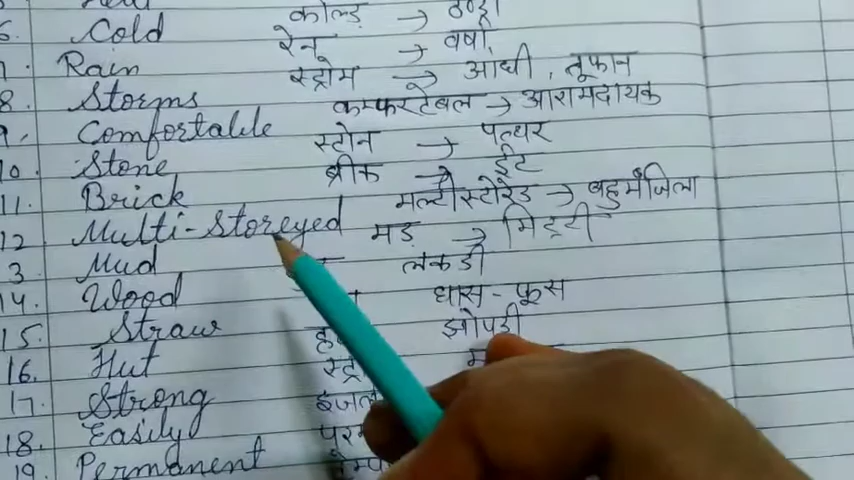 6. Cold कोल्ड → ठण्डा
7. Rain रेन → वर्षा
8. Storms स्ट्रोम → आंधी, तूफान
9. Comfortable कम्फरटेबल → आरामदायक
10. Stone स्टोन → पत्थर
11. Brick ब्रीक → ईंट
12 Multi-Storeyed मल्टीस्टोरेड → बहुमंजिला
3. Mud मड → मिट्टी
14. Wood लकडी
15. Straw घास-फूस
16. Hut झोपडी
17. Strong स्ट्र
18. Easily इजल
19. Permanent